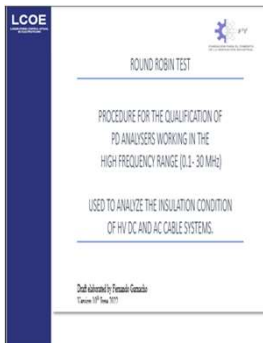 LCOE
ROUND ROBIN TEST
PROCEDURE FOR THE QUALIFICATION OF
PD ANALYSERS WORKING IN THE
HIGH FREQUENCY RANGE (0.1- 30 MHz)
USED TO ANALYZE THE INSULATION CONDITION
OF HV DC AND AC CABLE SYSTEMS.
Draft elaborated by Fernando Garnacho